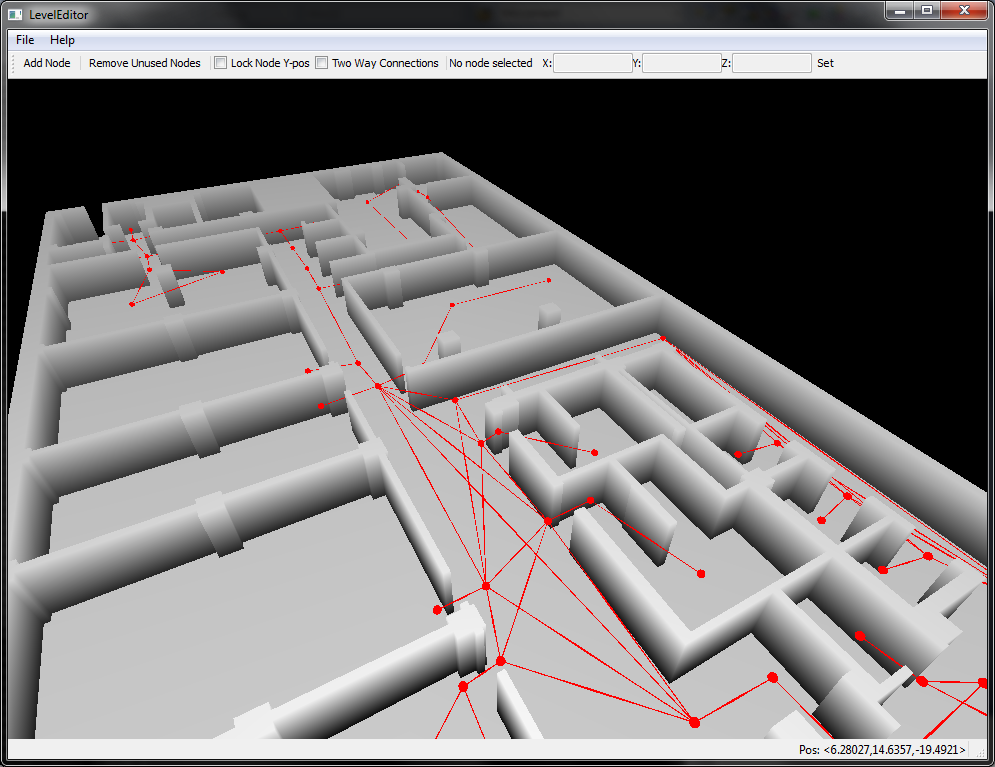 LevelEditor
File Help
Add Node Remove Unused Nodes Lock Node Y-pos Two Way Connections No node selected X: Y: Z: Set
Pos: <6.28027,14.6357,-19.4921>